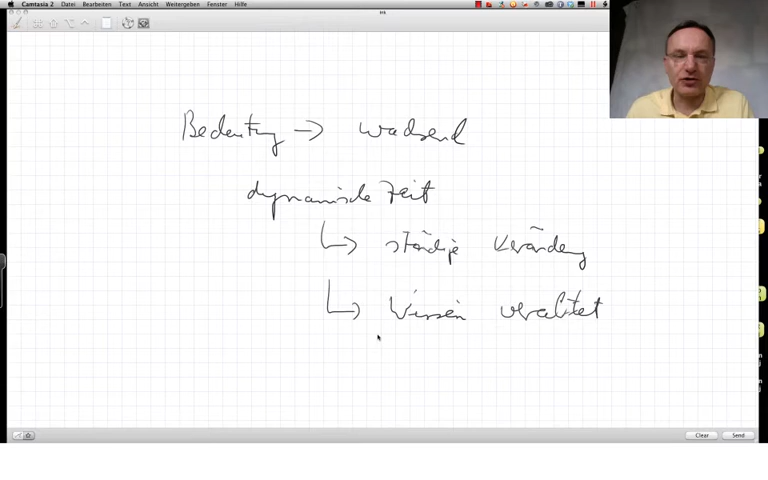 Camtasia 2 Datei Bearbeiten Text Ansicht Weitergeben Fenster Hilfe
Ink
Bedeutung → wachsend
dynamische Zeit
↳ ständige Veränderung
↳ Wissen veraltet
Clear Send